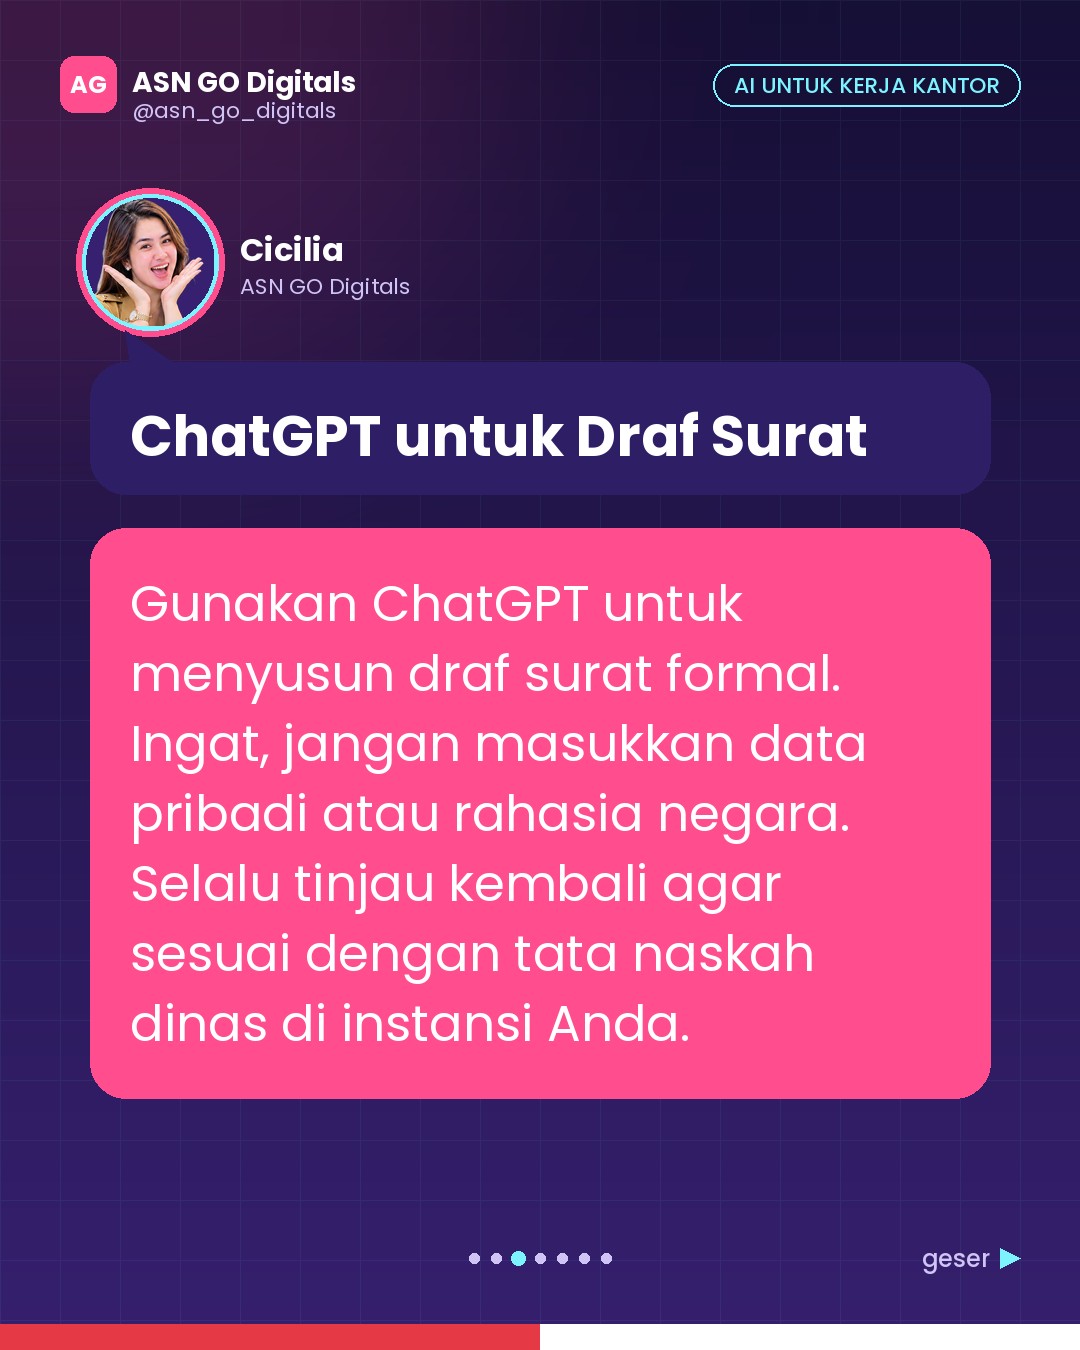 AG
ASN GO Digitals
@asn_go_digitals
AI UNTUK KERJA KANTOR
Cicilia
ASN GO Digitals
ChatGPT untuk Draf Surat
Gunakan ChatGPT untuk
menyusun draf surat formal.
Ingat, jangan masukkan data
pribadi atau rahasia negara.
Selalu tinjau kembali agar
sesuai dengan tata naskah
dinas di instansi Anda.
geser